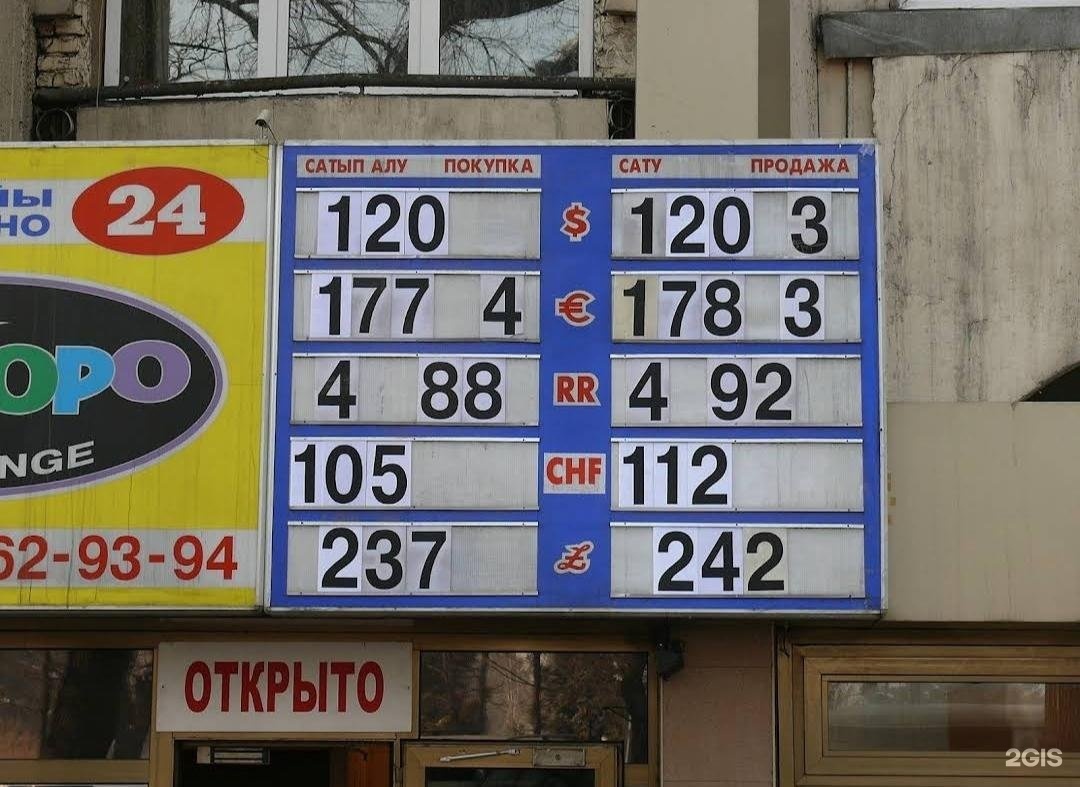 24
САТЫП АЛУ ПОКУПКА САТУ ПРОДАЖА
120 $ 120 3
177 4 € 178 3
4 88 RR 4 92
105 CHF 112
237 £ 242
62-93-94
ОТКРЫТО
2GIS